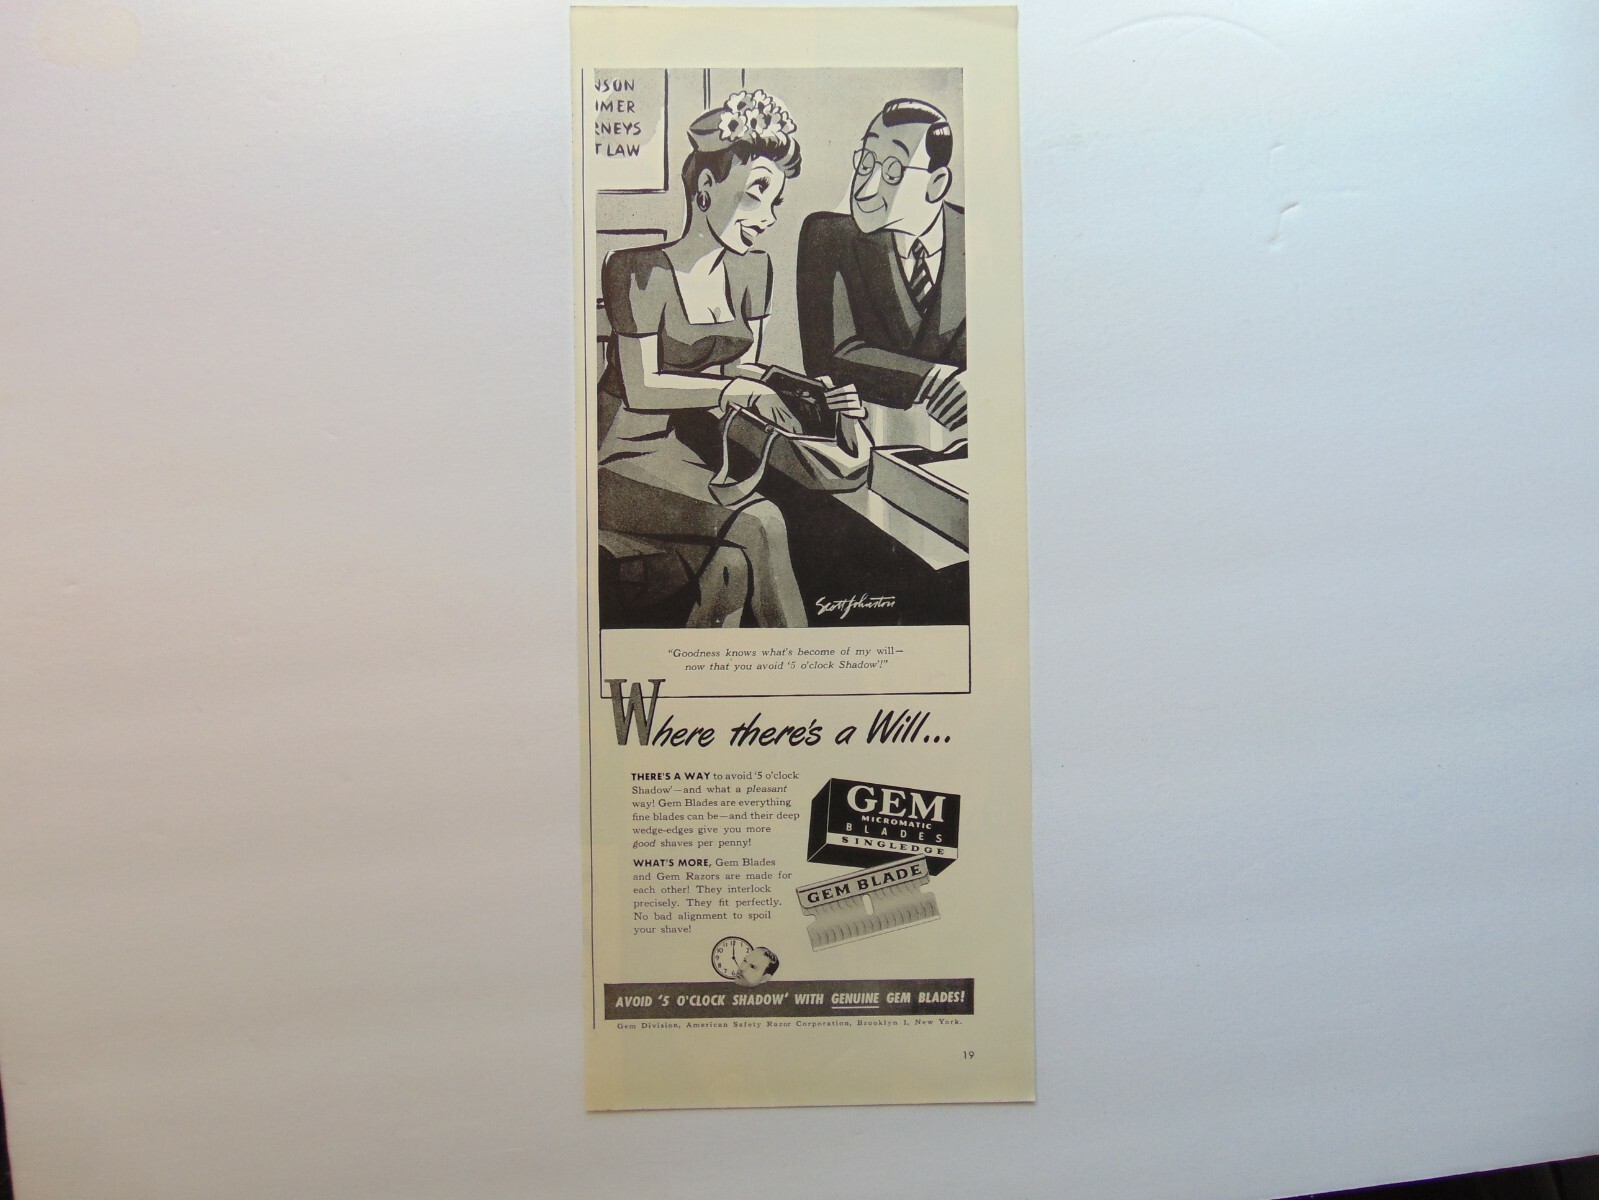 NSON
MER
RNEYS
T LAW
Scott Johnston
"Goodness knows what's become of my will—
now that you avoid '5 o'clock Shadow'!"
Where there's a Will...
THERE'S A WAY to avoid '5 o'clock
Shadow'—and what a pleasant
way! Gem Blades are everything
fine blades can be—and their deep
wedge-edges give you more
good shaves per penny!
WHAT'S MORE, Gem Blades
and Gem Razors are made for
each other! They interlock
precisely. They fit perfectly.
No bad alignment to spoil
your shave!
GEM
MICROMATIC
BLADES
SINGLEDGE
GEM BLADE
AVOID '5 O'CLOCK SHADOW' WITH GENUINE GEM BLADES!
Gem Division, American Safety Razor Corporation, Brooklyn 1, New York.
19